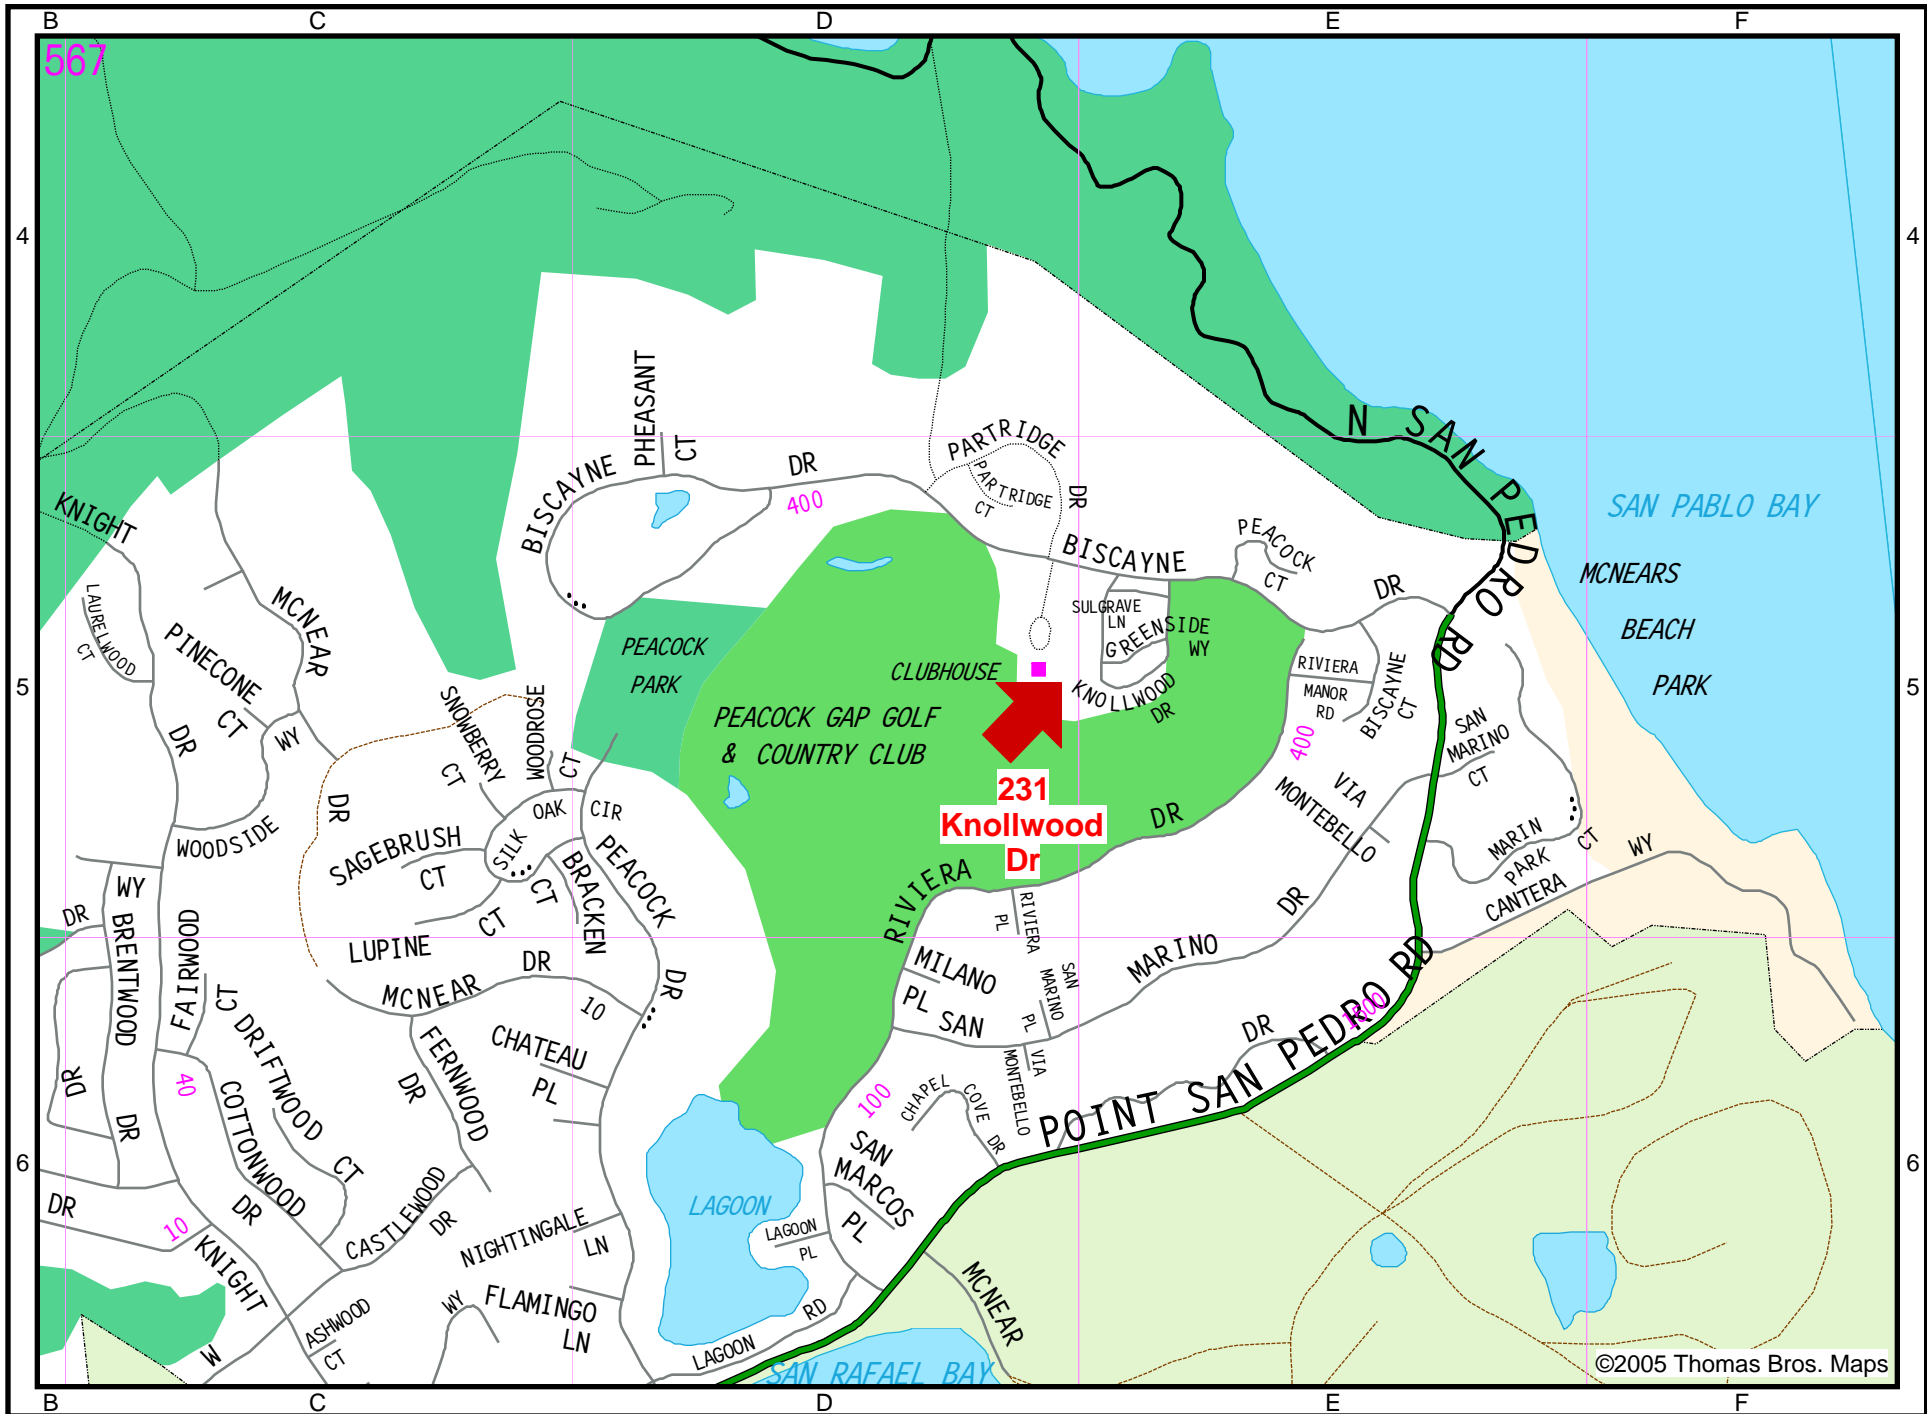 B C D E F
567
4 4
N SAN PEDRO RD
PHEASANT CT
BISCAYNE DR
400
PARTRIDGE DR
PARTRIDGE CT
KNIGHT
DR
SAN PABLO BAY
MCNEARS
BEACH
PARK
BISCAYNE DR
PEACOCK
CT
LAURELWOOD
CT
MCNEAR
DR
PINECONE
CT
WY
SULGRAVE
LN
GREENSIDE
WY
PEACOCK
PARK
CLUBHOUSE
KNOLLWOOD
DR
RIVIERA
MANOR
RD
BISCAYNE
CT
5 5
SNOWBERRY
CT
WOODROSE
CT
PEACOCK GAP GOLF
& COUNTRY CLUB
400
SAN
MARINO
CT
231
Knollwood
Dr
VIA
MONTEBELLO
WOODSIDE
WY
SAGEBRUSH
CT
SILK
OAK
CIR
CT
BRACKEN
PEACOCK
DR
RIVIERA
DR
MARIN
PARK
CT
CANTERA
WY
DR
BRENTWOOD
DR
FAIRWOOD
CT
LUPINE
CT
RIVIERA
PL
MCNEAR
DR
10
MILANO
PL
SAN
MARINO
DR
SAN
MARINO
PL
DR
DRIFTWOOD
CT
FERNWOOD
DR
CHATEAU
PL
VIA
MONTEBELLO
DR
1800
POINT SAN PEDRO RD
40
COTTONWOOD
DR
100
CHAPEL
COVE
DR
6 6
SAN
MARCOS
PL
DR
10
KNIGHT
CASTLEWOOD
DR
NIGHTINGALE
LN
LAGOON
LAGOON
PL
MCNEAR
ASHWOOD
CT
W
WY
FLAMINGO
LN
LAGOON
RD
SAN RAFAEL BAY
©2005 Thomas Bros. Maps
B C D E F